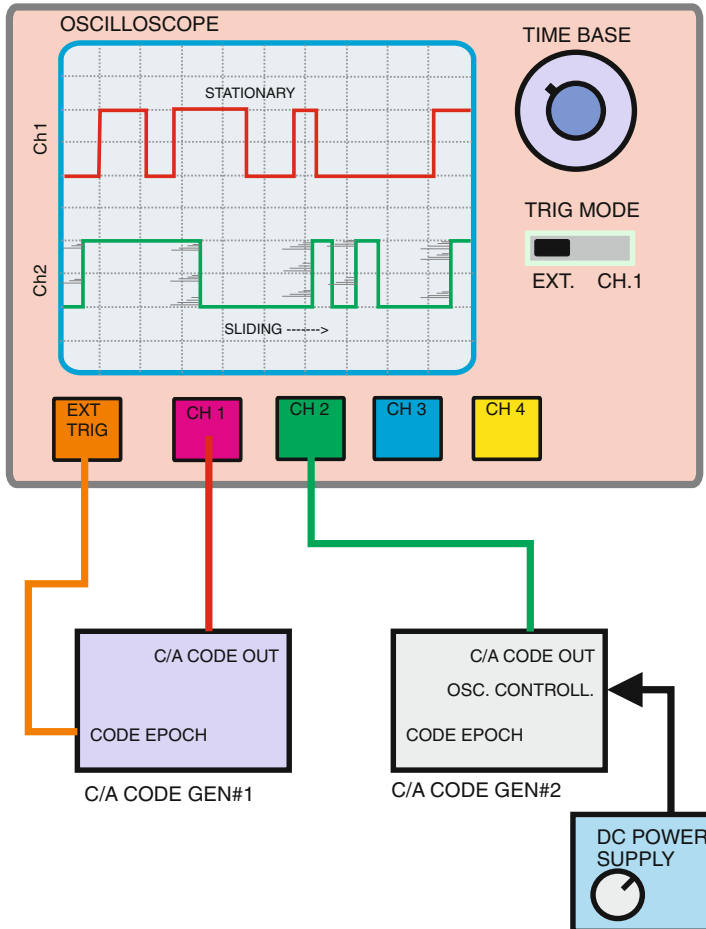 OSCILLOSCOPE
TIME BASE
STATIONARY
Ch1
TRIG MODE
EXT. CH.1
Ch2
SLIDING ------->
EXT
TRIG
CH 1
CH 2
CH 3
CH 4
C/A CODE OUT
CODE EPOCH
C/A CODE GEN#1
C/A CODE OUT
OSC. CONTROLL.
CODE EPOCH
C/A CODE GEN#2
DC POWER
SUPPLY